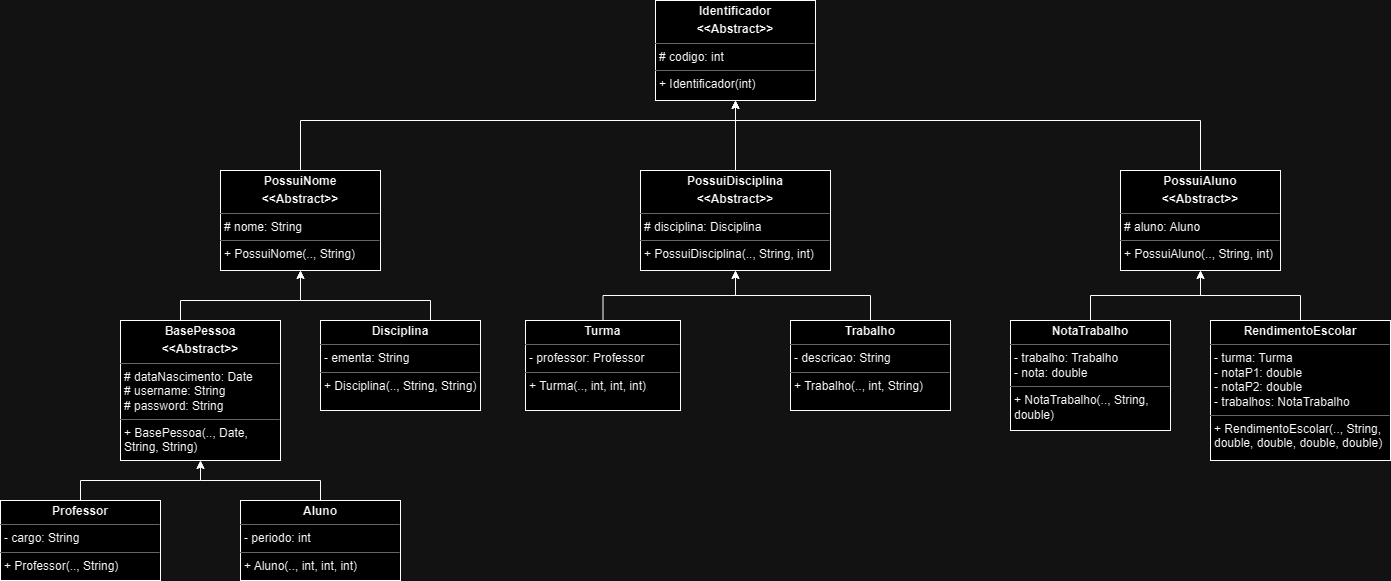 Identificador
<<Abstract>>
# codigo: int
+ Identificador(int)
PossuiNome
<<Abstract>>
# nome: String
+ PossuiNome(.., String)
PossuiDisciplina
<<Abstract>>
# disciplina: Disciplina
+ PossuiDisciplina(.., String, int)
PossuiAluno
<<Abstract>>
# aluno: Aluno
+ PossuiAluno(.., String, int)
BasePessoa
<<Abstract>>
# dataNascimento: Date
# username: String
# password: String
+ BasePessoa(.., Date,
String, String)
Disciplina
- ementa: String
+ Disciplina(.., String, String)
Turma
- professor: Professor
+ Turma(.., int, int, int)
Trabalho
- descricao: String
+ Trabalho(.., int, String)
NotaTrabalho
- trabalho: Trabalho
- nota: double
+ NotaTrabalho(.., String,
double)
RendimentoEscolar
- turma: Turma
- notaP1: double
- notaP2: double
- trabalhos: NotaTrabalho
+ RendimentoEscolar(.., String,
double, double, double, double)
Professor
- cargo: String
+ Professor(.., String)
Aluno
- periodo: int
+ Aluno(.., int, int, int)